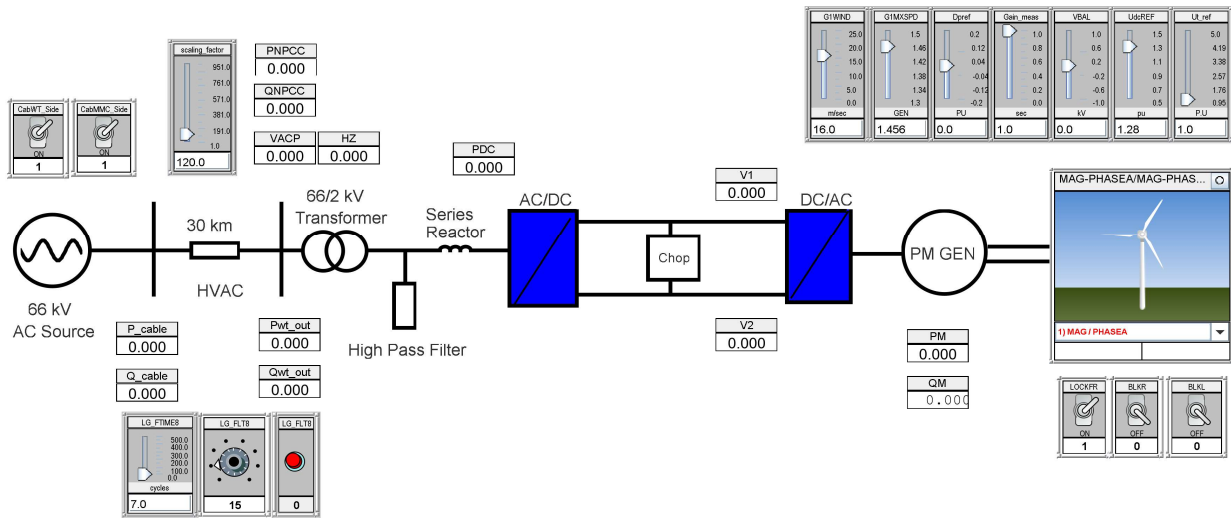 G1WIND
25.0
20.0
15.0
10.0
5.0
0.0
m/sec
16.0
G1MXSPD
1.5
1.46
1.42
1.38
1.34
1.3
GEN
1.456
Dpref
0.2
0.12
0.04
-0.04
-0.12
-0.2
PU
0.0
Gain_meas
1.0
0.8
0.6
0.4
0.2
0.0
sec
1.0
VBAL
1.0
0.6
0.2
-0.2
-0.6
-1.0
kV
0.0
UdcREF
1.5
1.3
1.1
0.9
0.7
0.5
pu
1.28
Ut_ref
5.0
4.19
3.38
2.57
1.76
0.95
P.U
1.0
scaling_factor
951.0
761.0
571.0
381.0
191.0
1.0
120.0
PNPCC
0.000
QNPCC
0.000
VACP
0.000
HZ
0.000
CabWT_Side
ON
1
CabMMC_Side
ON
1
PDC
0.000
V1
0.000
66/2 kV
Transformer
30 km
Series
Reactor
AC/DC
DC/AC
Chop
PM GEN
MAG-PHASEA/MAG-PHAS...
1) MAG / PHASEA
HVAC
66 kV
AC Source
High Pass Filter
P_cable
0.000
Q_cable
0.000
Pwt_out
0.000
Qwt_out
0.000
V2
0.000
PM
0.000
QM
0.000
LOCKFR
ON
1
BLKR
OFF
0
BLKL
OFF
0
LG_FTIME8
500.0
400.0
300.0
200.0
100.0
0.0
cycles
7.0
LG_FLT8
15
LG_FLT8
0